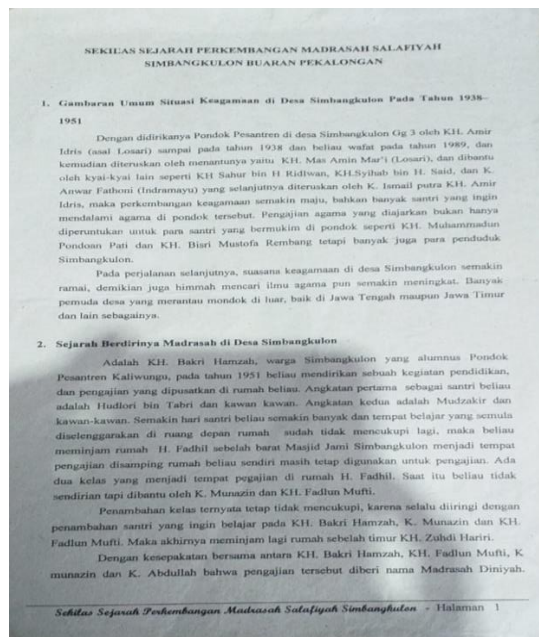 SEKILAS SEJARAH PERKEMBANGAN MADRASAH SALAFIYAH
SIMBANGKULON BUARAN PEKALONGAN
1. Gambaran Umum Situasi Keagamaan di Desa Simbangkulon Pada Tahun 1938–
1951
Dengan didirikanya Pondok Pesantren di desa Simbangkulon Gg 3 oleh KH. Amir
Idris (asal Losari) sampai pada tahun 1938 dan beliau wafat pada tahun 1989, dan
kemudian diteruskan oleh menantunya yaitu KH. Mas Amin Mar'i (Losari), dan dibantu
oleh kyai-kyai lain seperti KH Sahur bin H Ridlwan, KH.Syihab bin H. Said, dan K.
Anwar Fathoni (Indramayu) yang selanjutnya diteruskan oleh K. Ismail putra KH. Amir
Idris, maka perkembangan keagamaan semakin maju, bahkan banyak santri yang ingin
mendalami agama di pondok tersebut. Pengajian agama yang diajarkan bukan hanya
diperuntukan untuk para santri yang bermukim di pondok seperti KH. Muhammadun
Pondoan Pati dan KH. Bisri Mustofa Rembang tetapi banyak juga para penduduk
Simbangkulon.
Pada perjalanan selanjutnya, suasana keagamaan di desa Simbangkulon semakin
ramai, demikian juga himmah mencari ilmu agama pun semakin meningkat. Banyak
pemuda desa yang merantau mondok di luar, baik di Jawa Tengah maupun Jawa Timur
dan lain sebagainya.
2. Sejarah Berdirinya Madrasah di Desa Simbangkulon
Adalah KH. Bakri Hamzah, warga Simbangkulon yang alumnus Pondok
Pesantren Kaliwungu, pada tahun 1951 beliau mendirikan sebuah kegiatan pendidikan,
dan pengajian yang dipusatkan di rumah beliau. Angkatan pertama sebagai santri beliau
adalah Hudlori bin Tabri dan kawan kawan. Angkatan kedua adalah Mudzakir dan
kawan-kawan. Semakin hari santri beliau semakin banyak dan tempat belajar yang semula
diselenggarakan di ruang depan rumah sudah tidak mencukupi lagi, maka beliau
meminjam rumah H. Fadhil sebelah barat Masjid Jami Simbangkulon menjadi tempat
pengajian disamping rumah beliau sendiri masih tetap digunakan untuk pengajian. Ada
dua kelas yang menjadi tempat pegajian di rumah H. Fadhil. Saat itu beliau tidak
sendirian tapi dibantu oleh K. Munazin dan KH. Fadlun Mufti.
Penambahan kelas ternyata tetap tidak mencukupi, karena selalu diiringi dengan
penambahan santri yang ingin belajar pada KH. Bakri Hamzah, K. Munazin dan KH.
Fadlun Mufti. Maka akhirnya meminjam lagi rumah sebelah timur KH. Zuhdi Hariri.
Dengan kesepakatan bersama antara KH. Bakri Hamzah, KH. Fadlun Mufti, K
munazin dan K. Abdullah bahwa pengajian tersebut diberi nama Madrasah Diniyah.
Sekilas Sejarah Perkembangan Madrasah Salafiyah Simbangkulon - Halaman 1